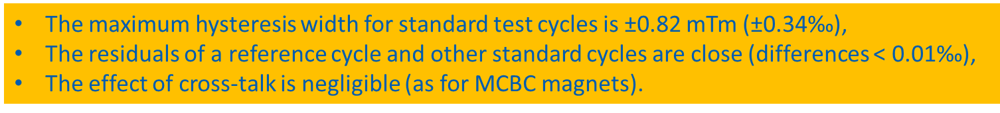 • The maximum hysteresis width for standard test cycles is ±0.82 mTm (±0.34‰),
• The residuals of a reference cycle and other standard cycles are close (differences < 0.01‰),
• The effect of cross-talk is negligible (as for MCBC magnets).